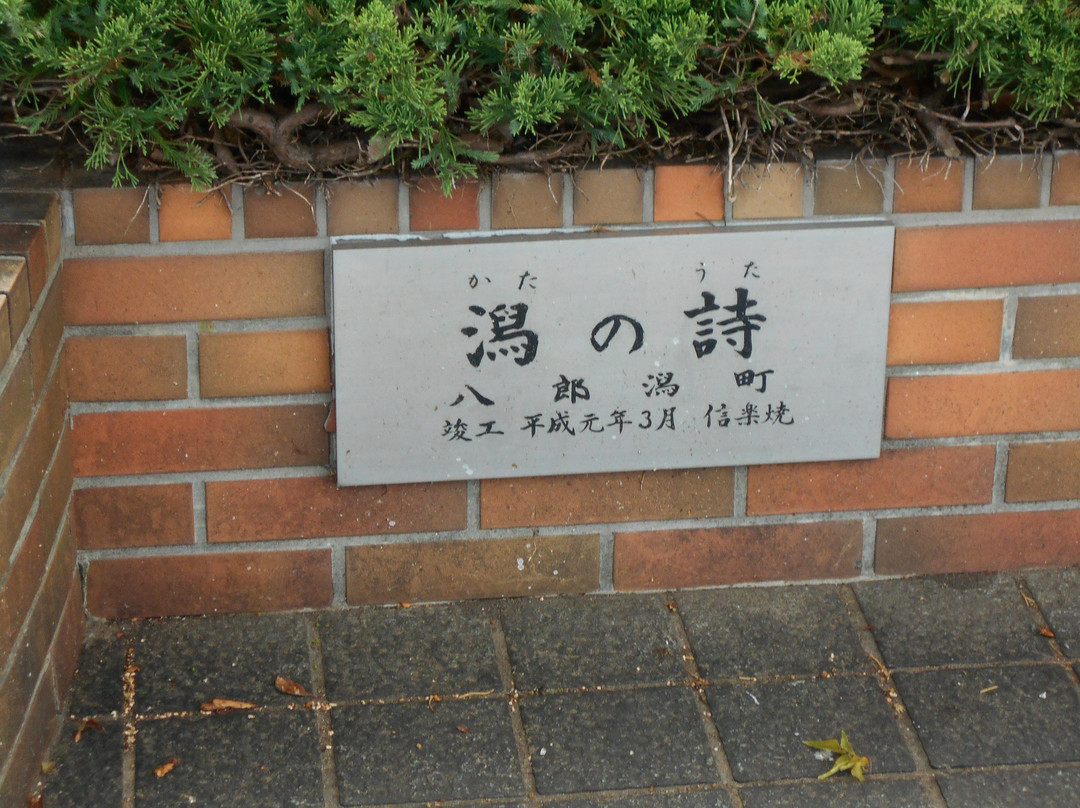 かた うた
潟の詩
八郎潟町
竣工 平成元年3月 信楽焼